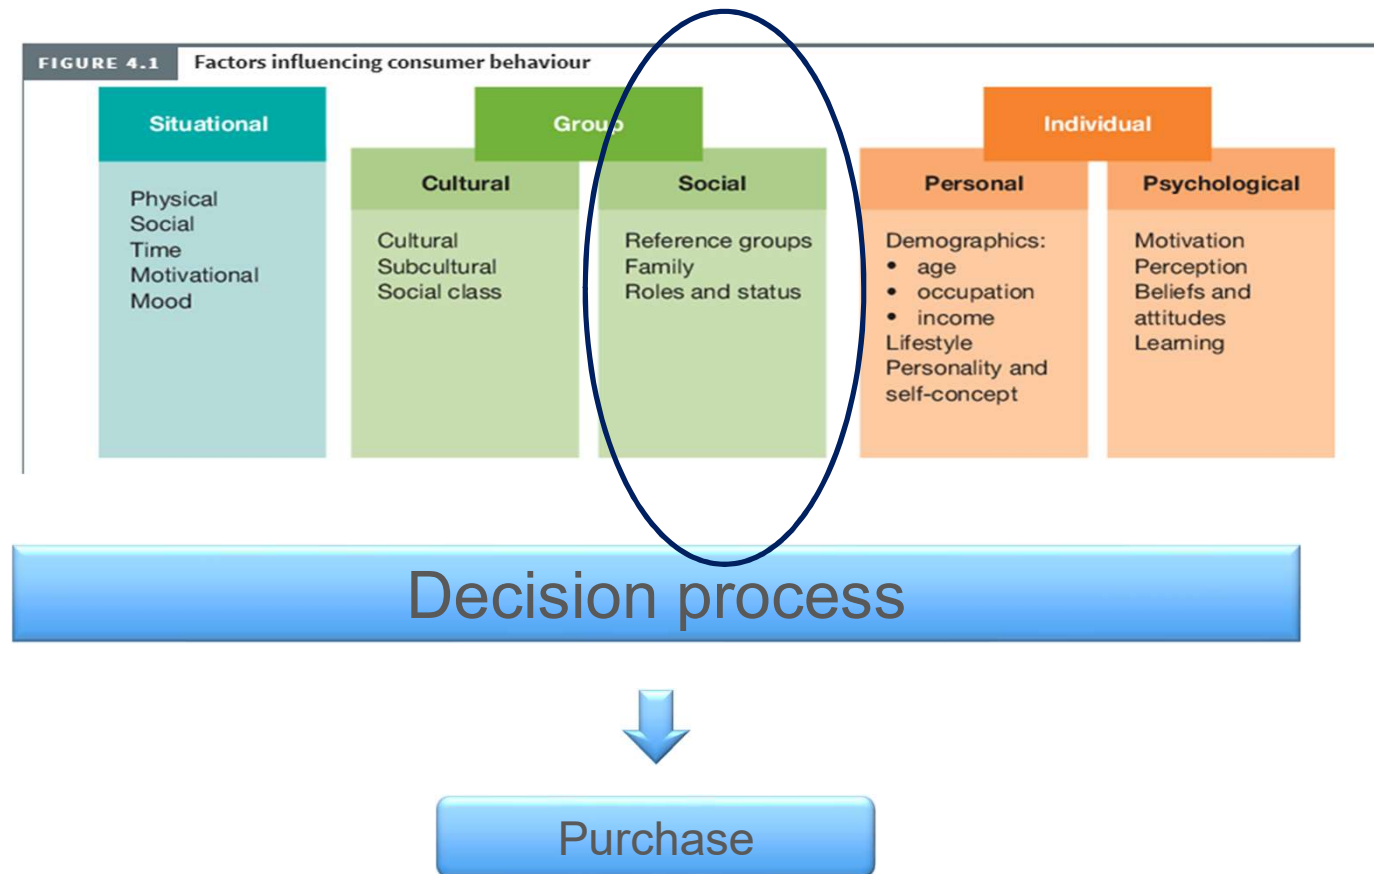 FIGURE 4.1 Factors influencing consumer behaviour
Situational
Physical
Social
Time
Motivational
Mood
Group
Cultural
Cultural
Subcultural
Social class
Social
Reference groups
Family
Roles and status
Individual
Personal
Demographics:
• age
• occupation
• income
Lifestyle
Personality and
self-concept
Psychological
Motivation
Perception
Beliefs and
attitudes
Learning
Decision process
Purchase